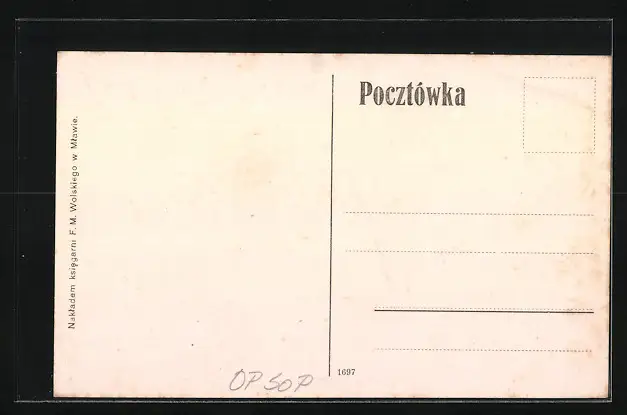 Nakładem księgarni F. M. Wolskiego w Mławie.
Pocztówka
1697
OP 50P